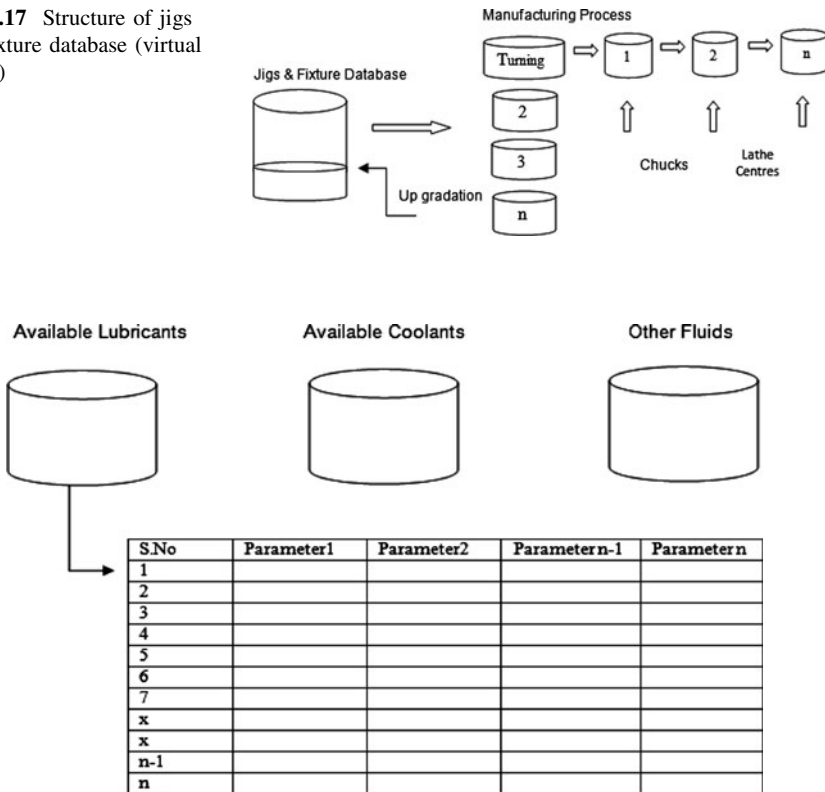 .17 Structure of jigs
xture database (virtual
)
Manufacturing Process
Jigs & Fixture Database
Turning
1
2
n
2
3
n
Chucks
Lathe
Centres
Up gradation
Available Lubricants
Available Coolants
Other Fluids
S.No Parameter1 Parameter2 Parametern-1 Parametern
1
2
3
4
5
6
7
x
x
n-1
n